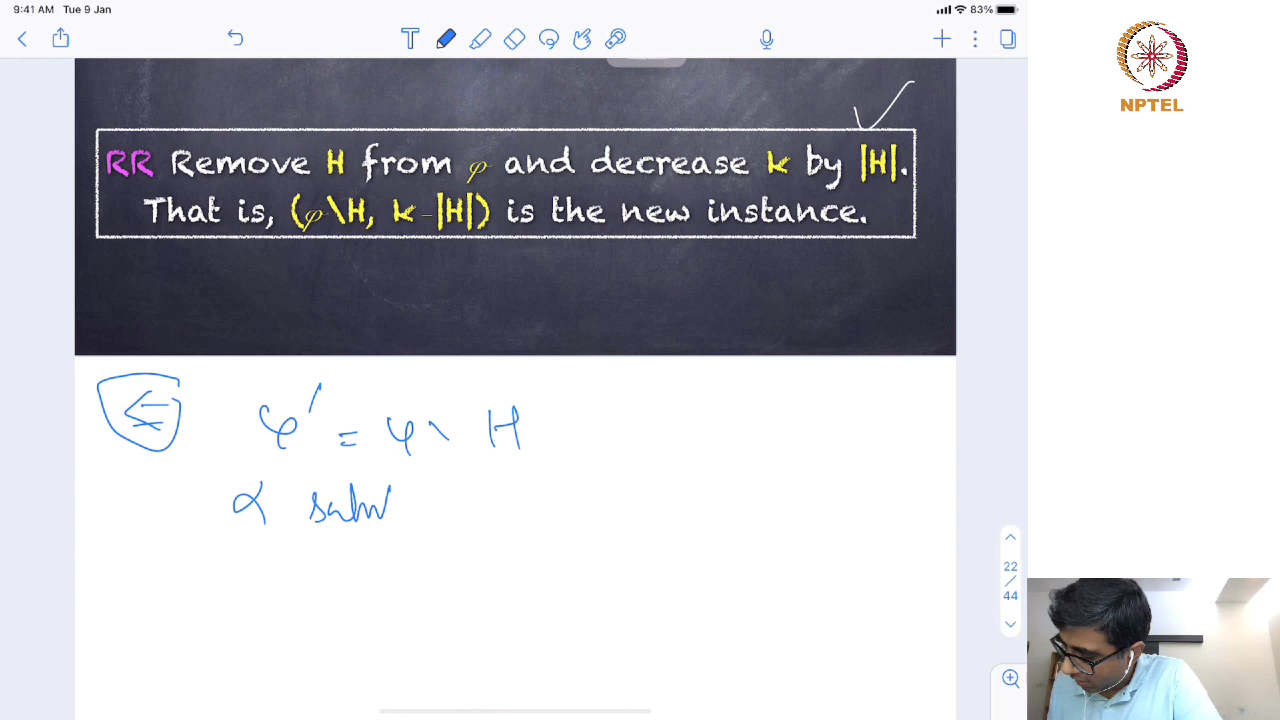 9:41 AM Tue 9 Jan
83%
NPTEL
RR Remove H from φ and decrease k by |H|.
That is, (φ\H, k-|H|) is the new instance.
⇐ φ' = φ \ H
α
22
/
44